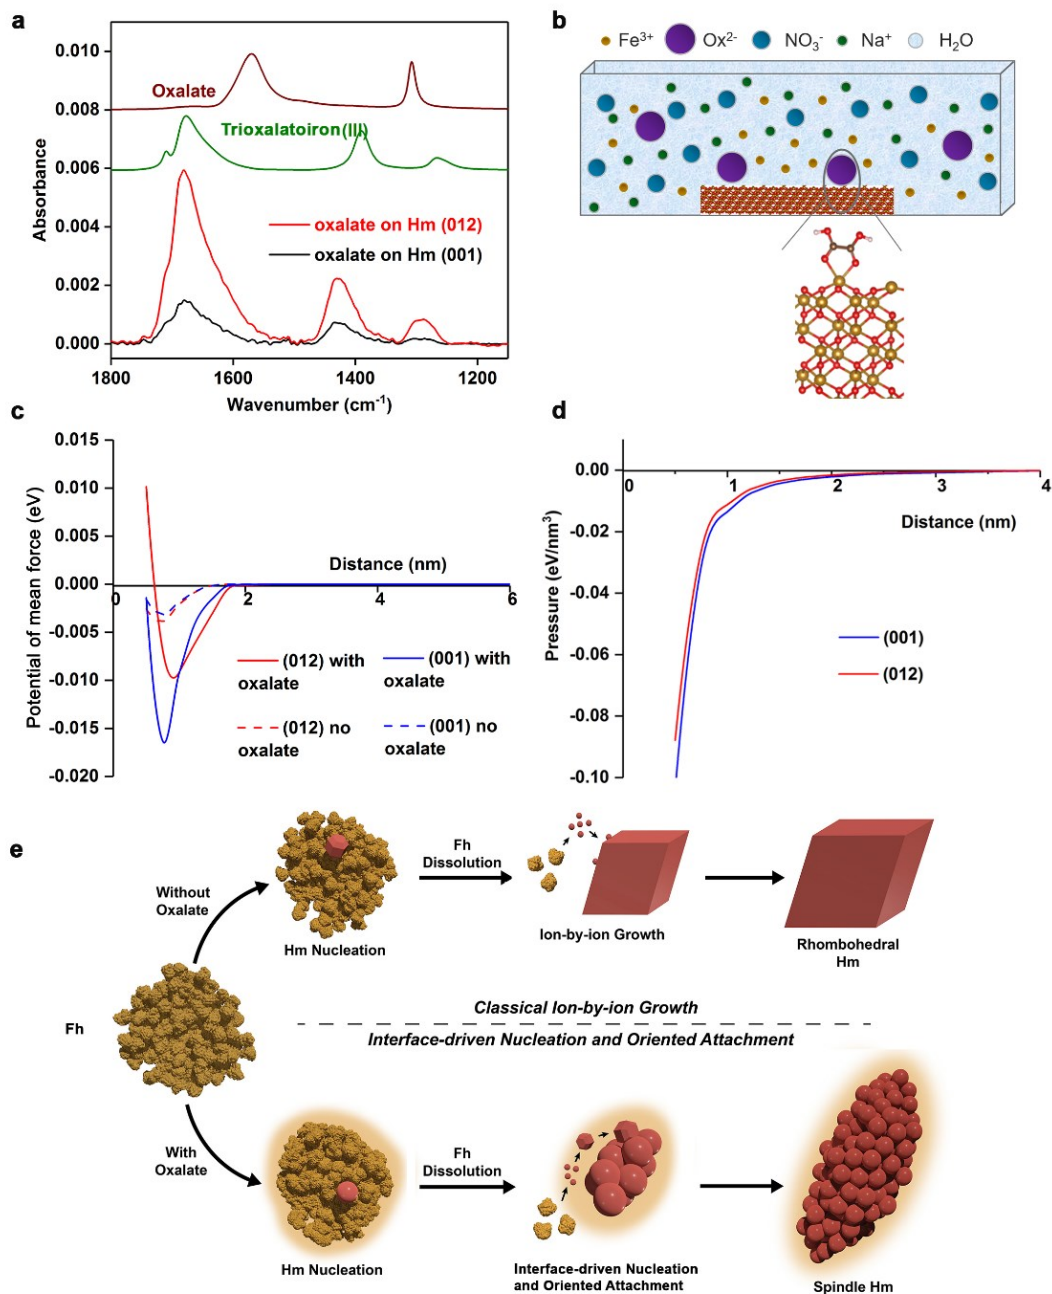 a
0.010
0.008
0.006
0.004
0.002
0.000
Absorbance
Oxalate
Trioxalatoiron (III)
oxalate on Hm (012)
oxalate on Hm (001)
1800
1600
1400
1200
Wavenumber (cm⁻¹)
b
Fe³⁺
Ox²⁻
NO₃⁻
Na⁺
H₂O
c
0.015
0.010
0.005
0.000
-0.005
-0.010
-0.015
-0.020
Potential of mean force (eV)
Distance (nm)
0
2
4
6
(012) with
oxalate
(001) with
oxalate
(012) no
oxalate
(001) no
oxalate
d
0.00
-0.02
-0.04
-0.06
-0.08
-0.10
Pressure (eV/nm³)
0
1
2
3
4
Distance (nm)
(001)
(012)
e
Fh
Without
Oxalate
Hm Nucleation
Fh
Dissolution
Ion-by-ion Growth
Rhombohedral
Hm
Classical Ion-by-ion Growth
Interface-driven Nucleation and Oriented Attachment
With
Oxalate
Hm Nucleation
Fh
Dissolution
Interface-driven Nucleation
and Oriented Attachment
Spindle Hm